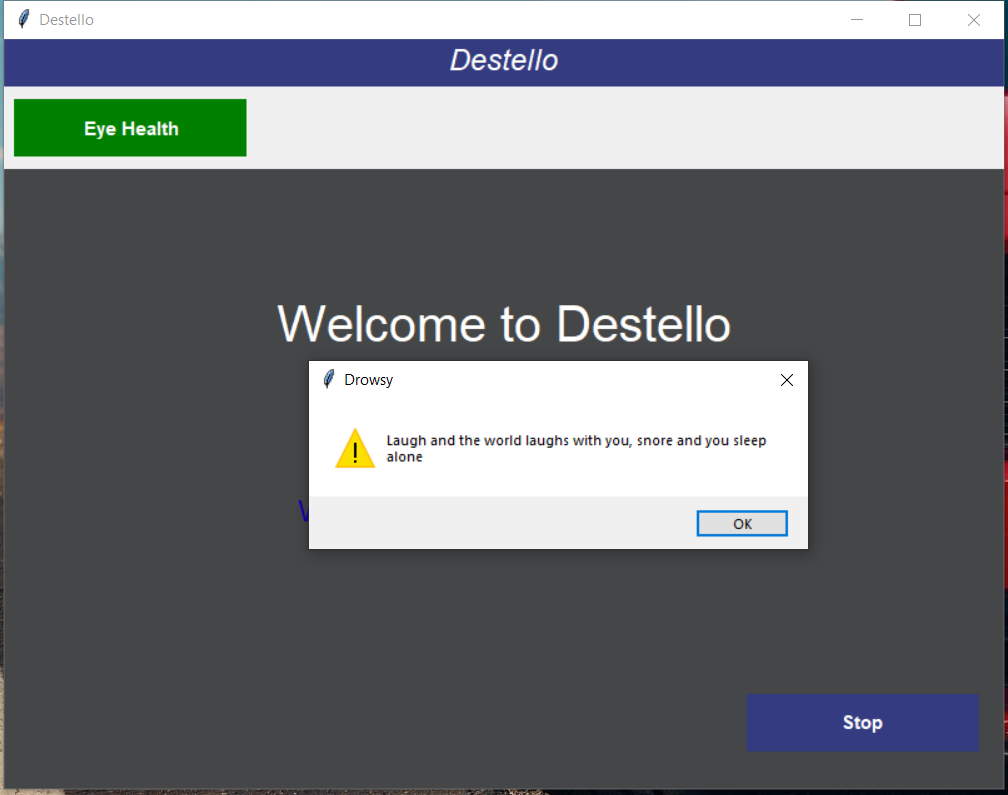 Destello
Destello
Eye Health
Welcome to Destello
Drowsy
Laugh and the world laughs with you, snore and you sleep
alone
OK
Stop